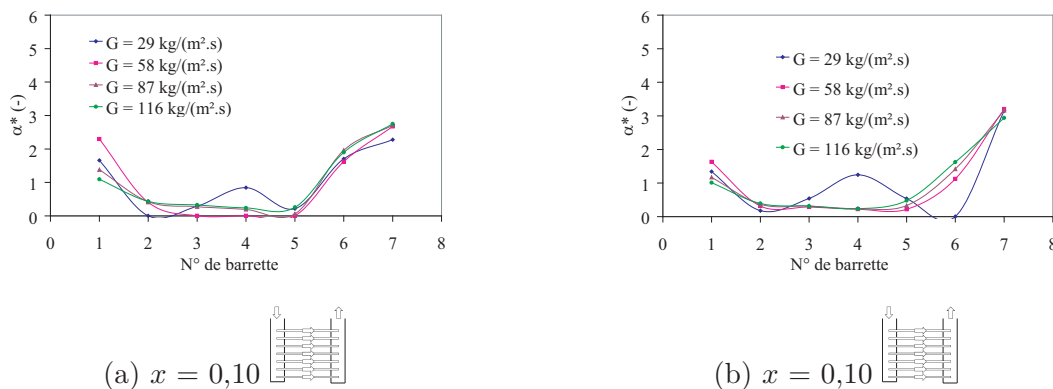 6
5
4
3
2
1
0
α* (-)
G = 29 kg/(m².s)
G = 58 kg/(m².s)
G = 87 kg/(m².s)
G = 116 kg/(m².s)
0 1 2 3 4 5 6 7 8
N° de barrette
(a) x = 0,10
6
5
4
3
2
1
0
α* (-)
G = 29 kg/(m².s)
G = 58 kg/(m².s)
G = 87 kg/(m².s)
G = 116 kg/(m².s)
0 1 2 3 4 5 6 7 8
N° de barrette
(b) x = 0,10